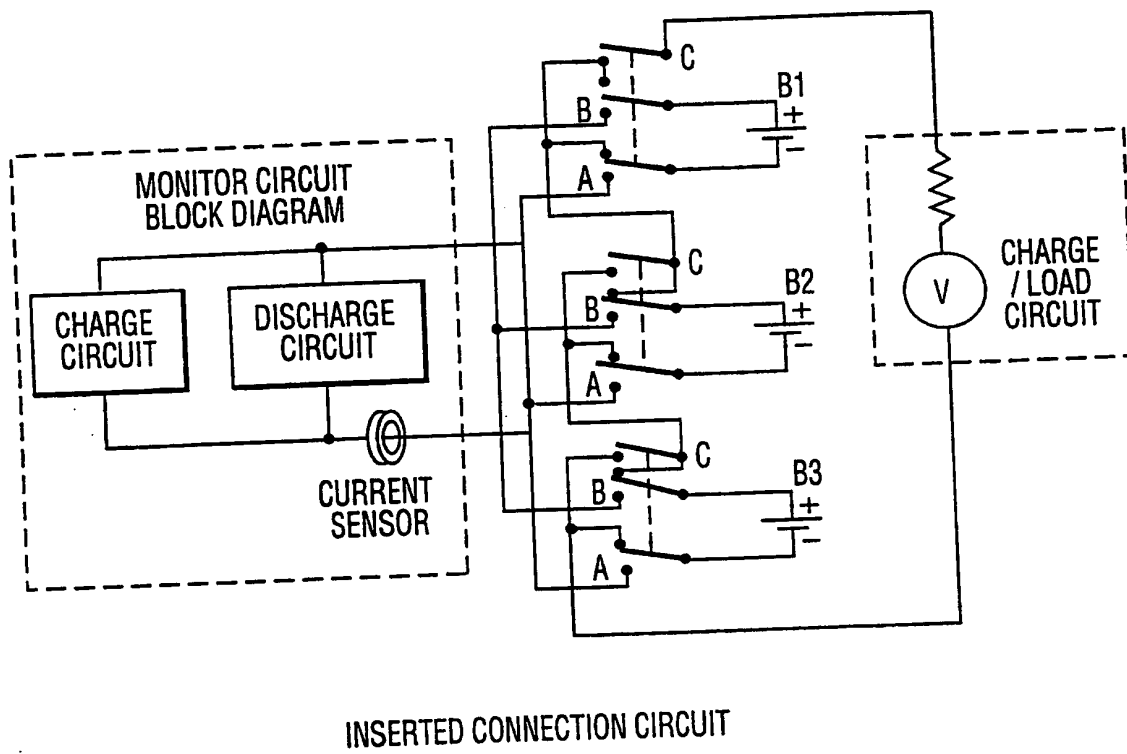 MONITOR CIRCUIT
BLOCK DIAGRAM
CHARGE
CIRCUIT
DISCHARGE
CIRCUIT
CURRENT
SENSOR
C
B
A
B1
+
−
C
B
A
B2
+
−
C
B
A
B3
+
−
V
CHARGE
/ LOAD
CIRCUIT
INSERTED CONNECTION CIRCUIT